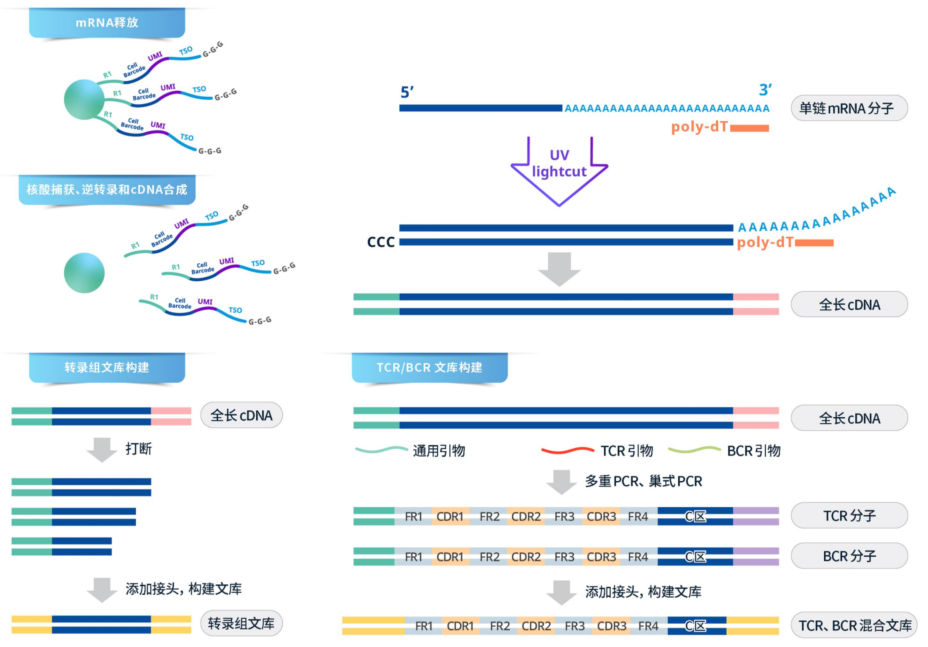 mRNA释放
R1
Cell Barcode
UMI
TSO
G-G-G
R1
Cell Barcode
UMI
TSO
G-G-G
R1
Cell Barcode
UMI
TSO
G-G-G
核酸捕获、逆转录和cDNA合成
R1
Cell Barcode
UMI
TSO
G-G-G
R1
Cell Barcode
UMI
TSO
G-G-G
R1
Cell Barcode
UMI
TSO
G-G-G
5’
3’
AAAAAAAAAAAAAAAAAAAAAAAAAA
单链mRNA分子
poly-dT
UV
lightcut
AAAAAAAAAAAAAAAA
CCC
poly-dT
全长cDNA
转录组文库构建
全长cDNA
打断
添加接头，构建文库
转录组文库
TCR/BCR 文库构建
全长cDNA
通用引物
TCR引物
BCR引物
多重PCR、巢式PCR
FR1 CDR1 FR2 CDR2 FR3 CDR3 FR4 C区
TCR分子
FR1 CDR1 FR2 CDR2 FR3 CDR3 FR4 C区
BCR分子
添加接头，构建文库
FR1 CDR1 FR2 CDR2 FR3 CDR3 FR4 C区
TCR、BCR混合文库